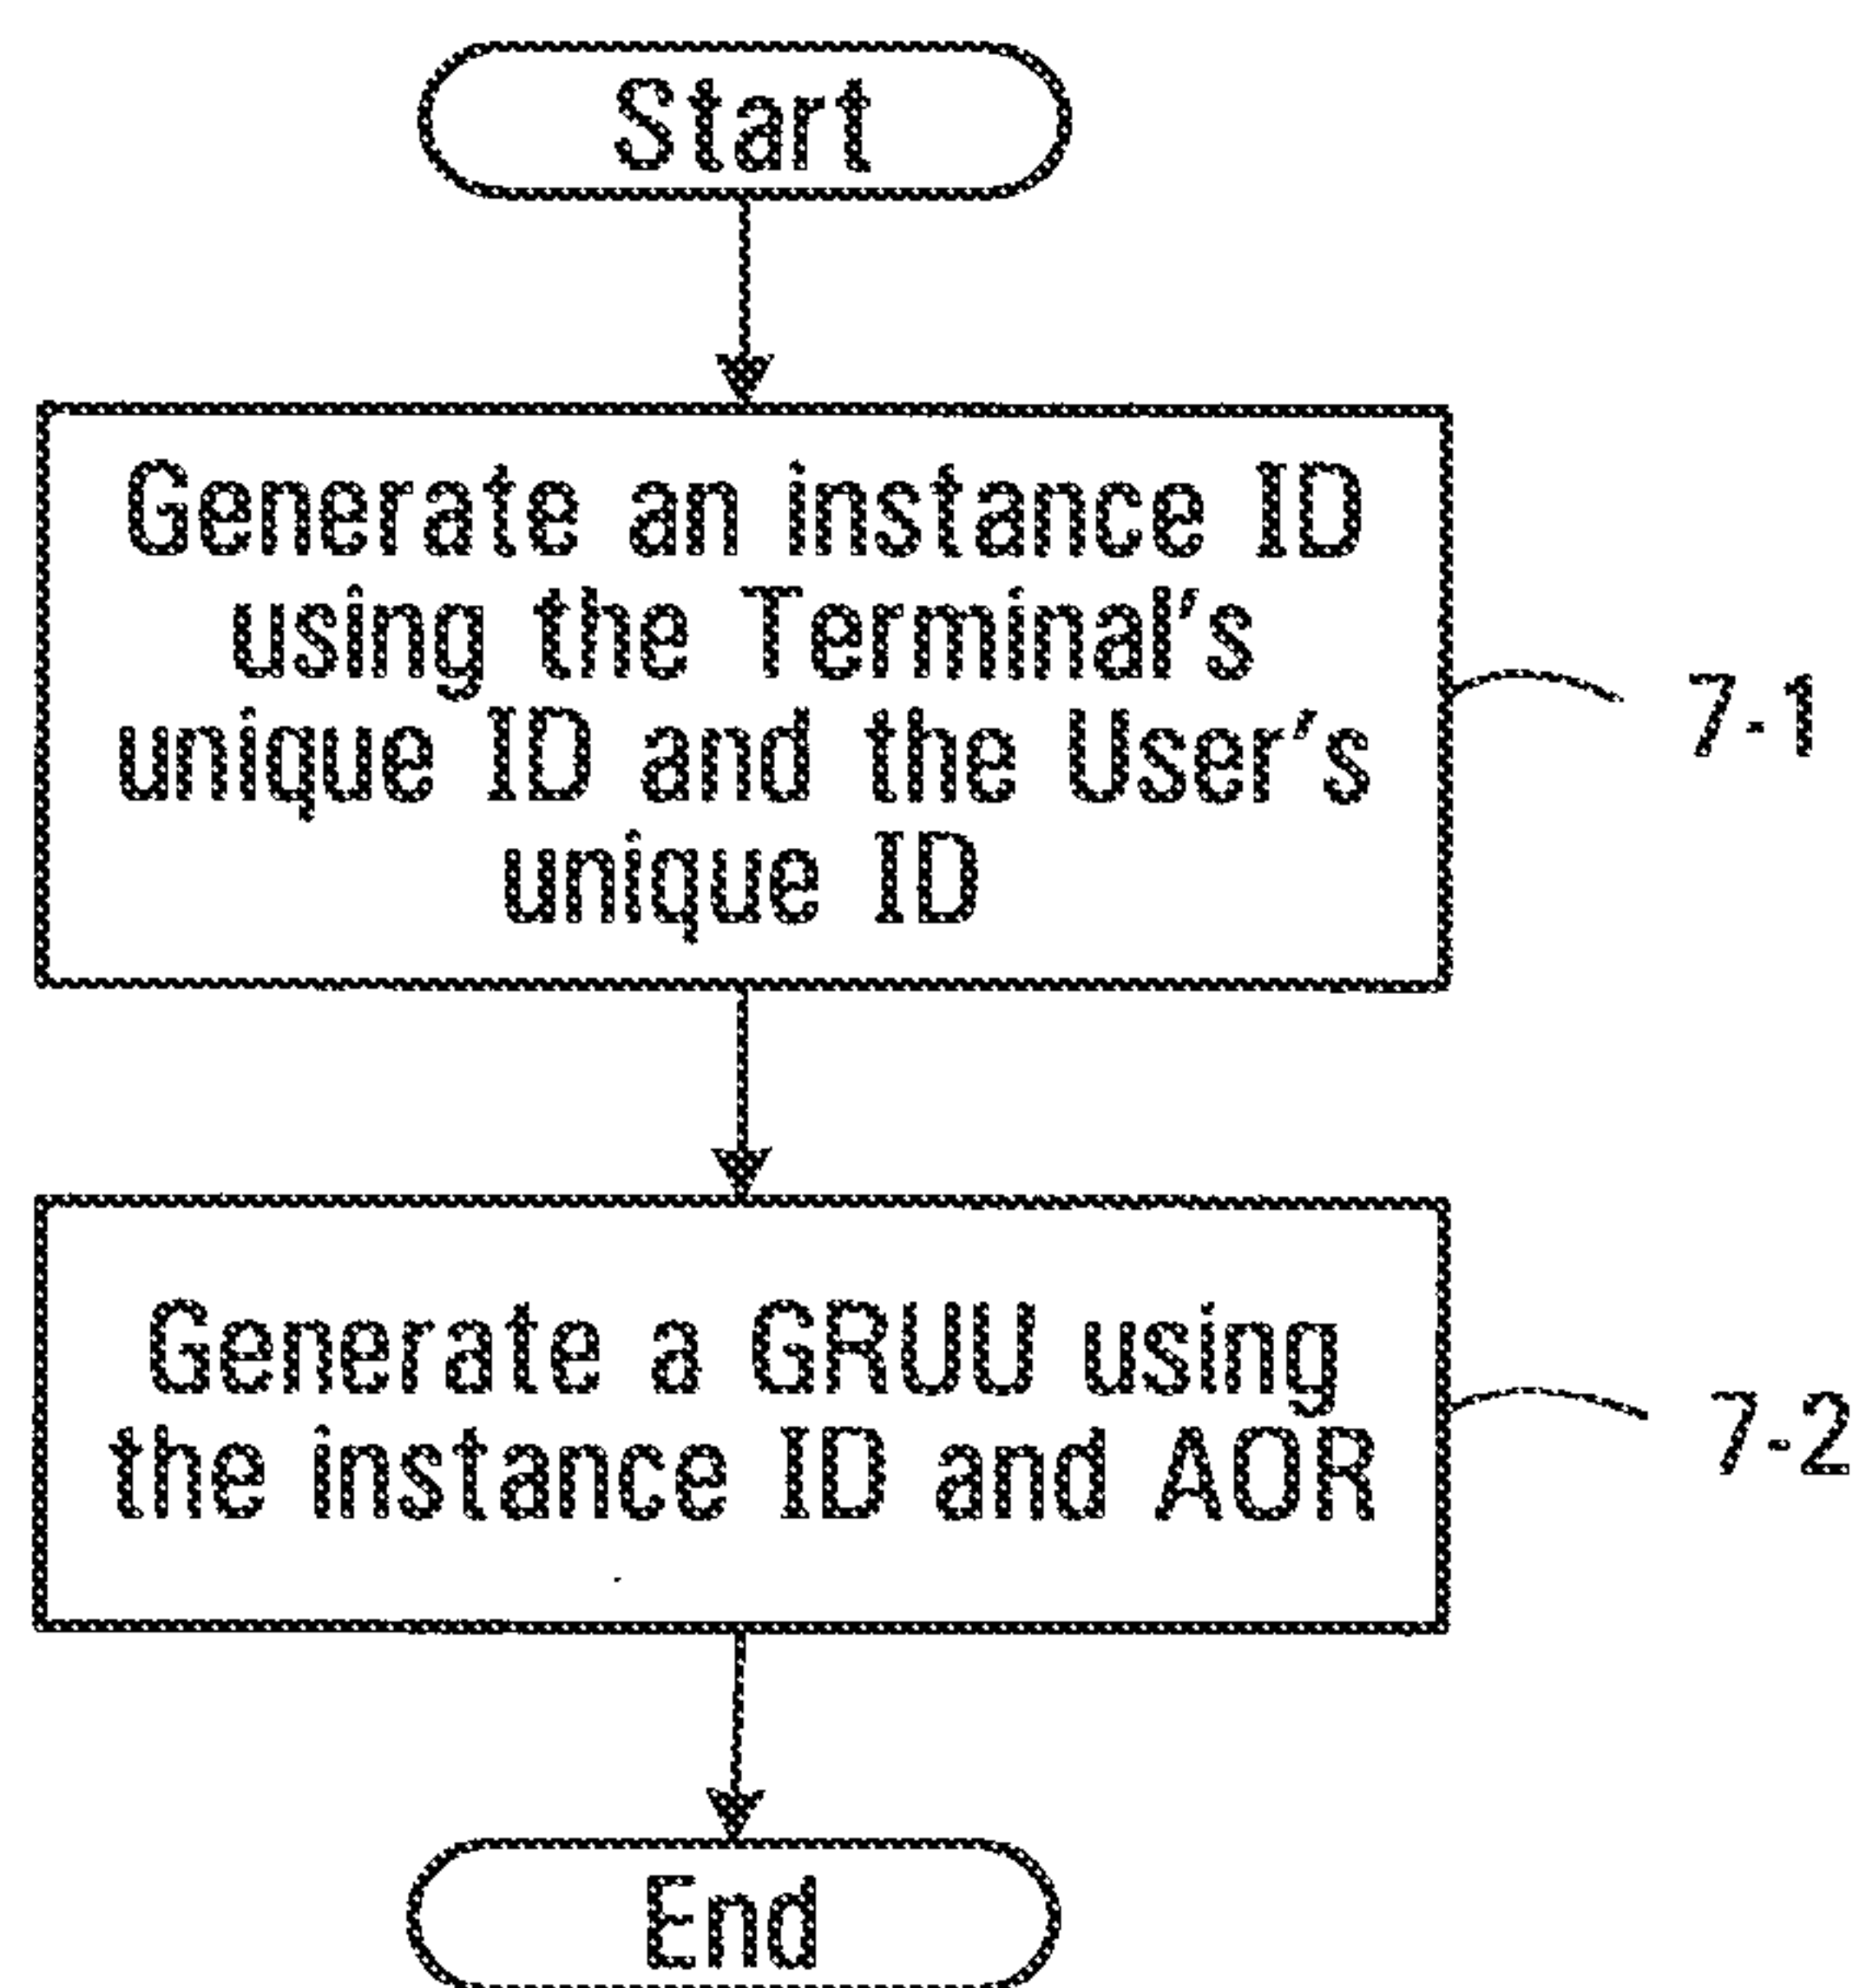 Start
Generate an instance ID
using the Terminal's
unique ID and the User's
unique ID
7-1
Generate a GRUU using
the instance ID and AOR
7-2
End